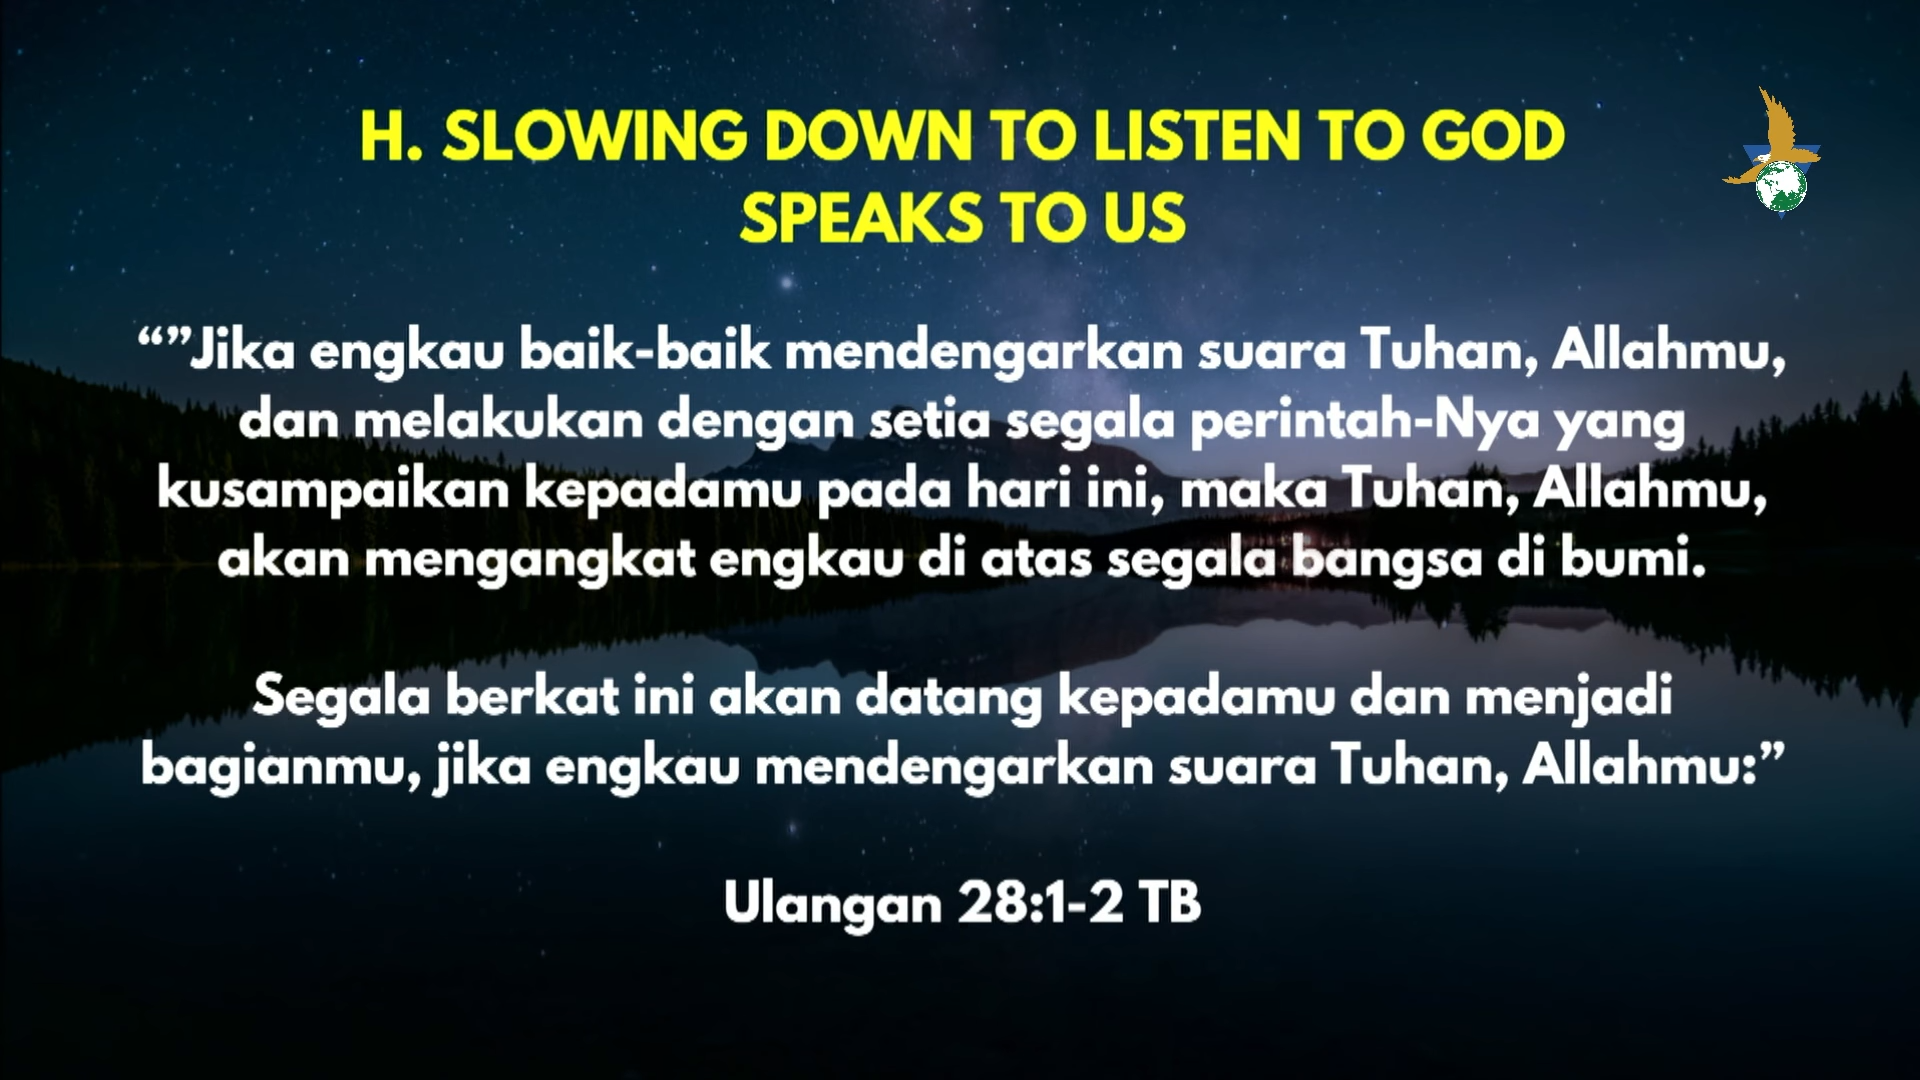 H. SLOWING DOWN TO LISTEN TO GOD
SPEAKS TO US
“”Jika engkau baik-baik mendengarkan suara Tuhan, Allahmu,
dan melakukan dengan setia segala perintah-Nya yang
kusampaikan kepadamu pada hari ini, maka Tuhan, Allahmu,
akan mengangkat engkau di atas segala bangsa di bumi.
Segala berkat ini akan datang kepadamu dan menjadi
bagianmu, jika engkau mendengarkan suara Tuhan, Allahmu:”
Ulangan 28:1-2 TB